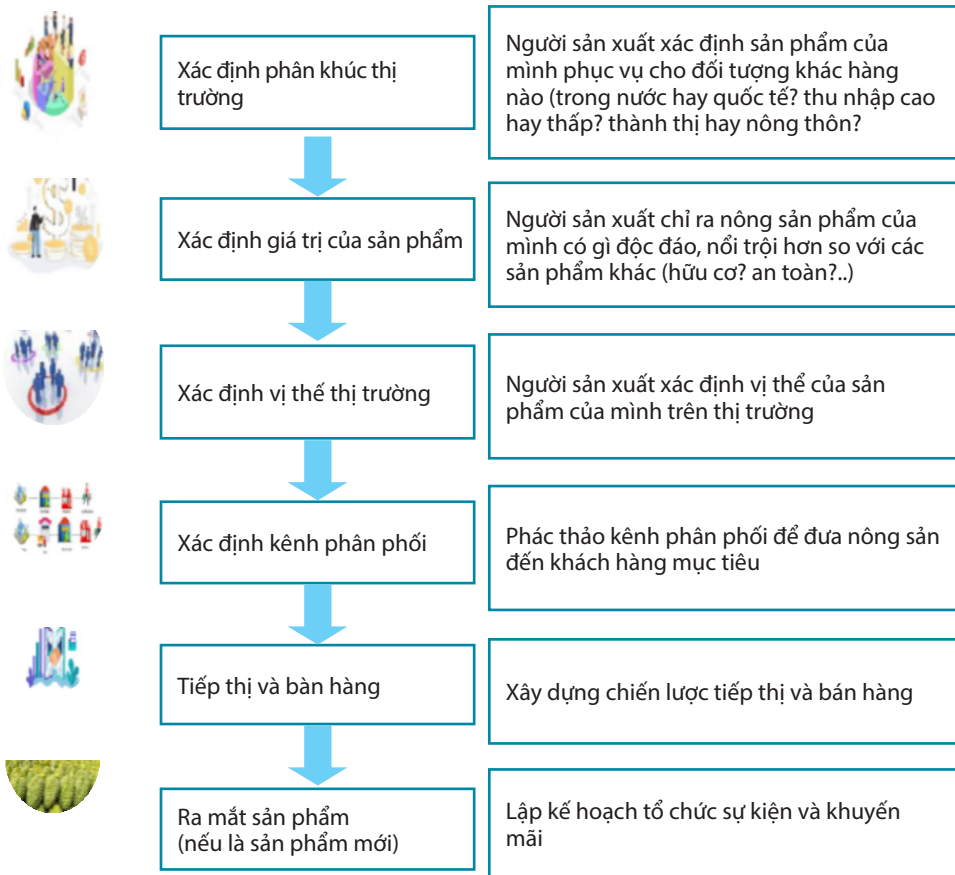 Xác định phân khúc thị
trường
Người sản xuất xác định sản phẩm của
mình phục vụ cho đối tượng khác hàng
nào (trong nước hay quốc tế? thu nhập cao
hay thấp? thành thị hay nông thôn?
Xác định giá trị của sản phẩm
Người sản xuất chỉ ra nông sản phẩm của
mình có gì độc đáo, nổi trội hơn so với các
sản phẩm khác (hữu cơ? an toàn?..)
Xác định vị thế thị trường
Người sản xuất xác định vị thể của sản
phẩm của mình trên thị trường
Xác định kênh phân phối
Phác thảo kênh phân phối để đưa nông sản
đến khách hàng mục tiêu
Tiếp thị và bàn hàng
Xây dựng chiến lược tiếp thị và bán hàng
Ra mắt sản phẩm
(nếu là sản phẩm mới)
Lập kế hoạch tổ chức sự kiện và khuyến
mãi